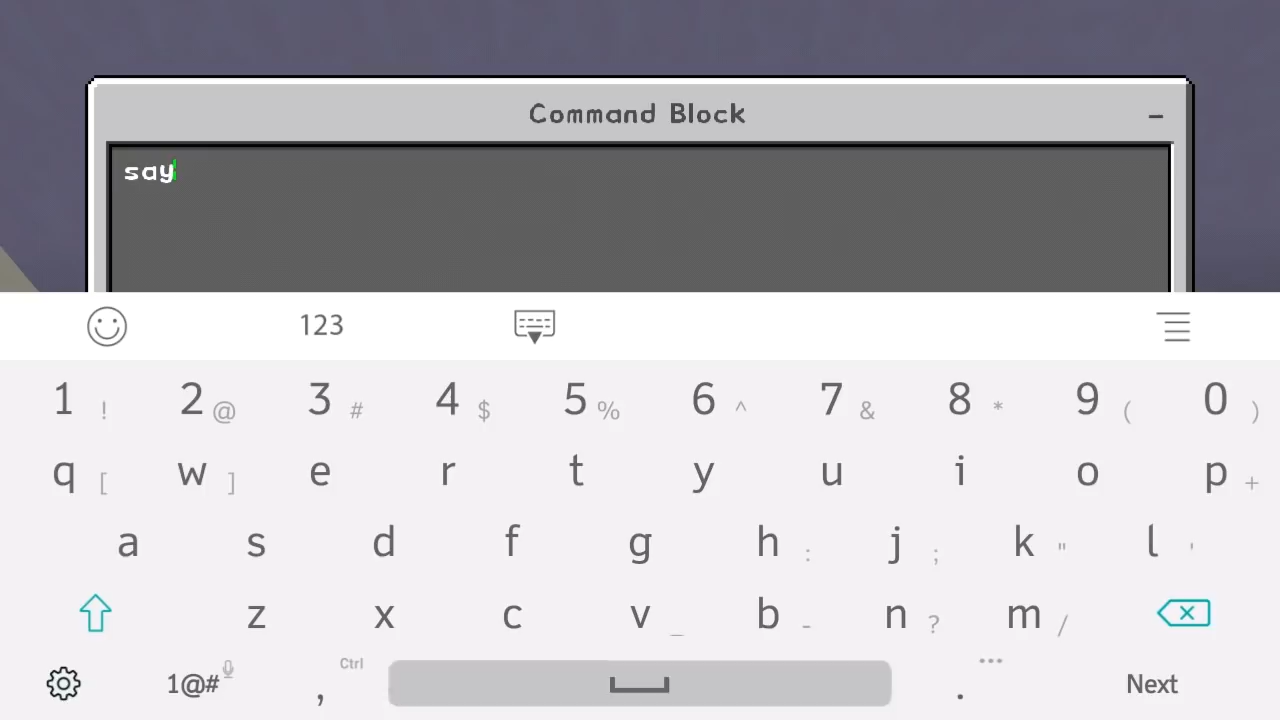 Command Block
say
123
1 ! 2 @ 3 # 4 $ 5 % 6 ^ 7 & 8 * 9 ( 0 )
q [ w ] e r t y u i o p +
a s d f g h : j ; k " l '
z x c v _ b - n ? m /
1@# , Ctrl . ... Next